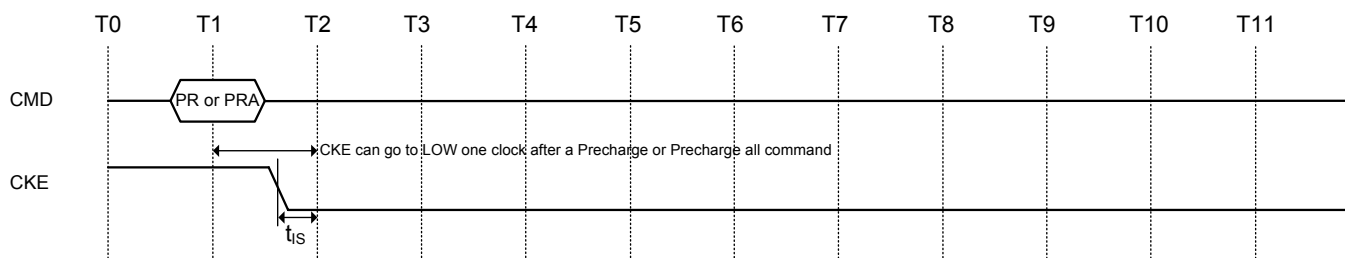 T0 T1 T2 T3 T4 T5 T6 T7 T8 T9 T10 T11
CMD PR or PRA
CKE can go to LOW one clock after a Precharge or Precharge all command
CKE
tIS